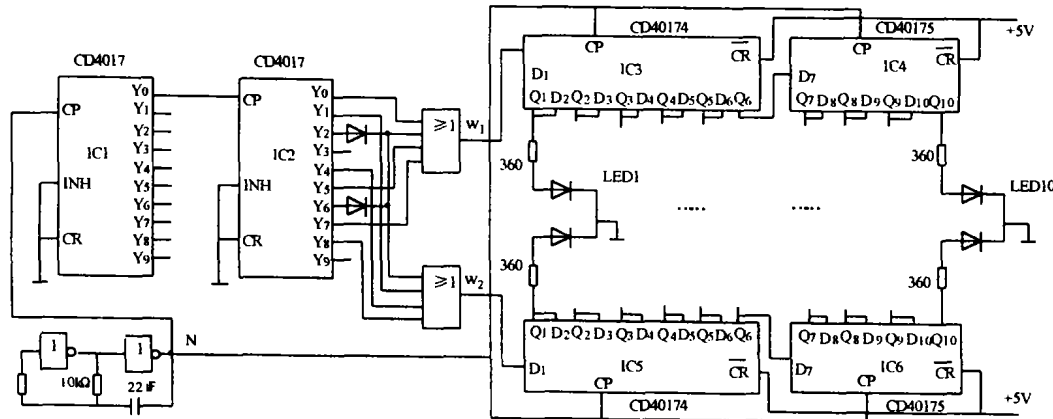 CD40174
CD40175
+5V
CD4017
CD4017
CP
IC3
CR
CP
IC4
CR
D1
D7
Q1 D2 Q2 D3 Q3 D4 Q4 D5 Q5 D6 Q6
Q7 D8 Q8 D9 Q9 D10 Q10
CP
IC1
INH
CR
Y0
Y1
Y2
Y3
Y4
Y5
Y6
Y7
Y8
Y9
CP
IC2
INH
CR
Y0
Y1
Y2
Y3
Y4
Y5
Y6
Y7
Y8
Y9
≥1
W1
≥1
W2
360
LED1
360
360
LED10
360
......
......
N
1
1
10kΩ
Q1 D2 Q2 D3 Q3 D4 Q4 D5 Q5 D6 Q6
Q7 D8 Q8 D9 Q9 D10 Q10
D1
IC5
CR
CP
D7
IC6
CR
CP
CD40174
CD40175
+5V